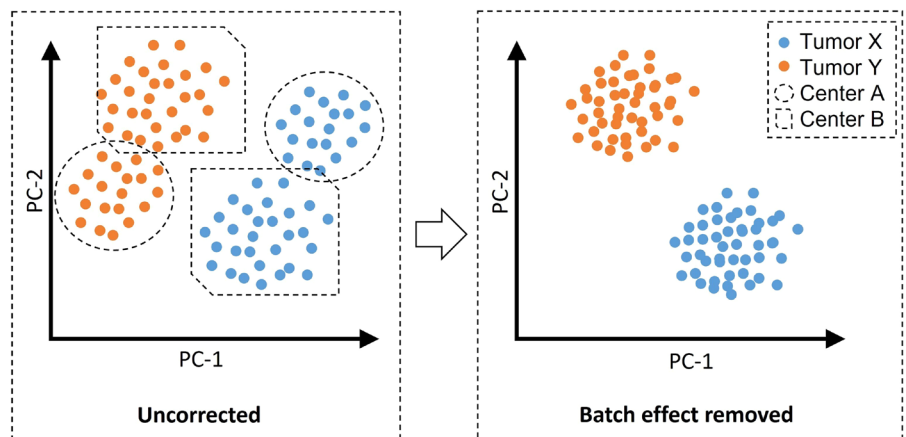 PC-2
PC-1
Uncorrected
PC-2
PC-1
Batch effect removed
Tumor X
Tumor Y
Center A
Center B